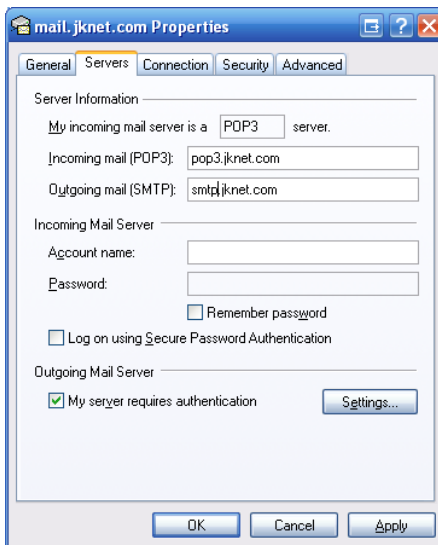 mail.jknet.com Properties
General Servers Connection Security Advanced
Server Information
My incoming mail server is a POP3 server.
Incoming mail (POP3): pop3.jknet.com
Outgoing mail (SMTP): smtp.jknet.com
Incoming Mail Server
Account name:
Password:
Remember password
Log on using Secure Password Authentication
Outgoing Mail Server
My server requires authentication Settings...
OK Cancel Apply